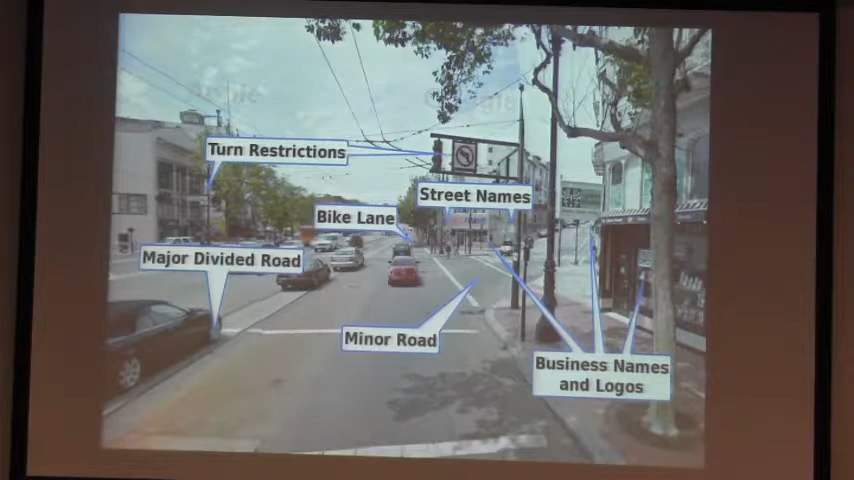 Turn Restrictions
Street Names
Bike Lane
Major Divided Road
Minor Road
Business Names
and Logos